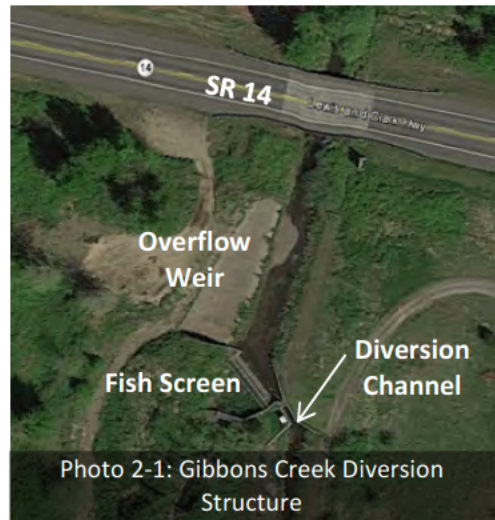 14
SR 14
Lewis and Clark Hwy
Overflow
Weir
Fish Screen
Diversion
Channel
Photo 2-1: Gibbons Creek Diversion
Structure